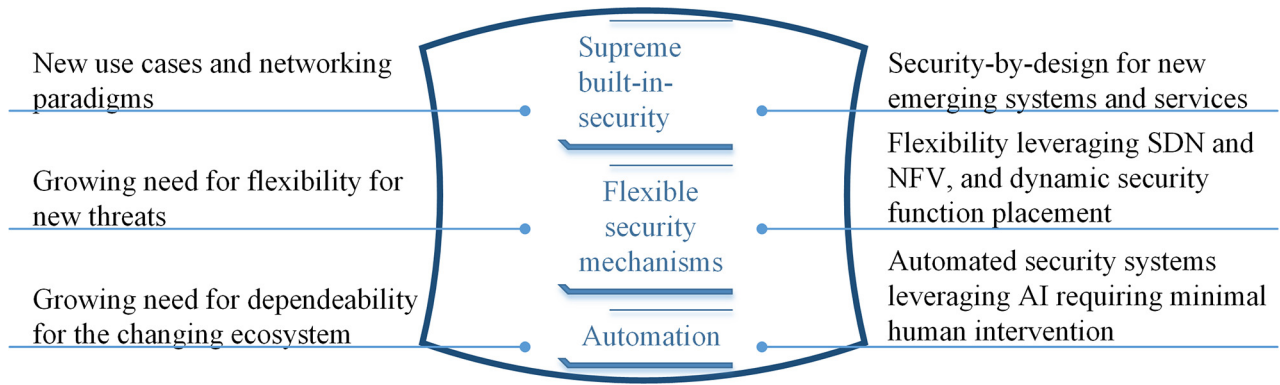 New use cases and networking
paradigms
Supreme
built-in-
security
Security-by-design for new
emerging systems and services
Growing need for flexibility for
new threats
Flexible
security
mechanisms
Flexibility leveraging SDN and
NFV, and dynamic security
function placement
Growing need for dependeability
for the changing ecosystem
Automation
Automated security systems
leveraging AI requiring minimal
human intervention